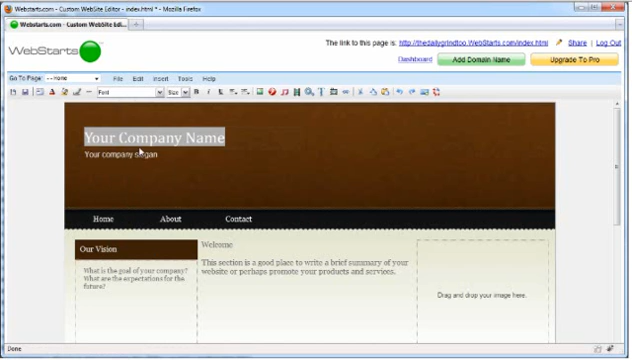 Webstarts.com - Custom WebSite Editor - index.html * - Mozilla Firefox
Webstarts.com - Custom WebSite Edi...
WebStarts
The link to this page is: http://thedailygrindtoo.WebStarts.com/index.html Share | Log Out
Dashboard Add Domain Name Upgrade To Pro
Go To Page: File Edit Insert Tools Help
Font Size B I
Your Company Name
Your company slogan
Home About Contact
Our Vision
What is the goal of your company?
What are the expectations for the
future?
Welcome
This section is a good place to write a brief summary of your
website or perhaps promote your products and services.
Drag and drop your image here.
Done